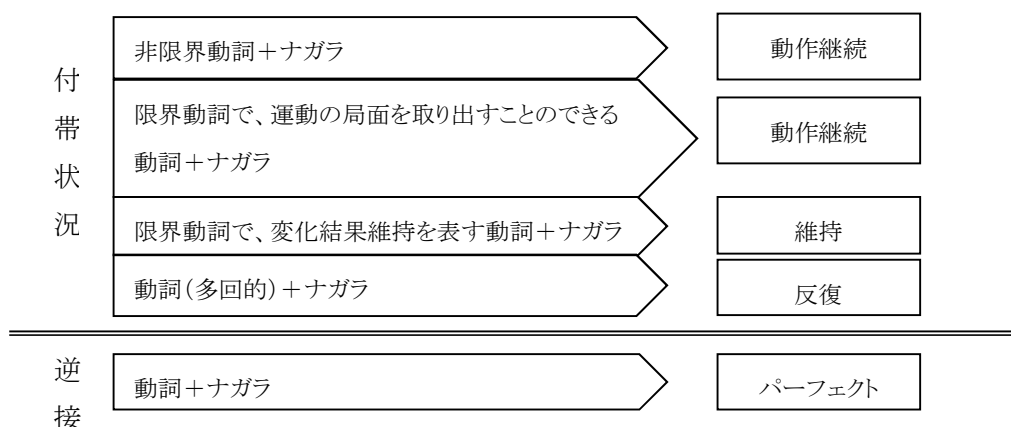 付帯状況
非限界動詞+ナガラ
動作継続
限界動詞で、運動の局面を取り出すことのできる
動詞+ナガラ
動作継続
限界動詞で、変化結果維持を表す動詞+ナガラ
維持
動詞(多回的)+ナガラ
反復
逆接
動詞+ナガラ
パーフェクト